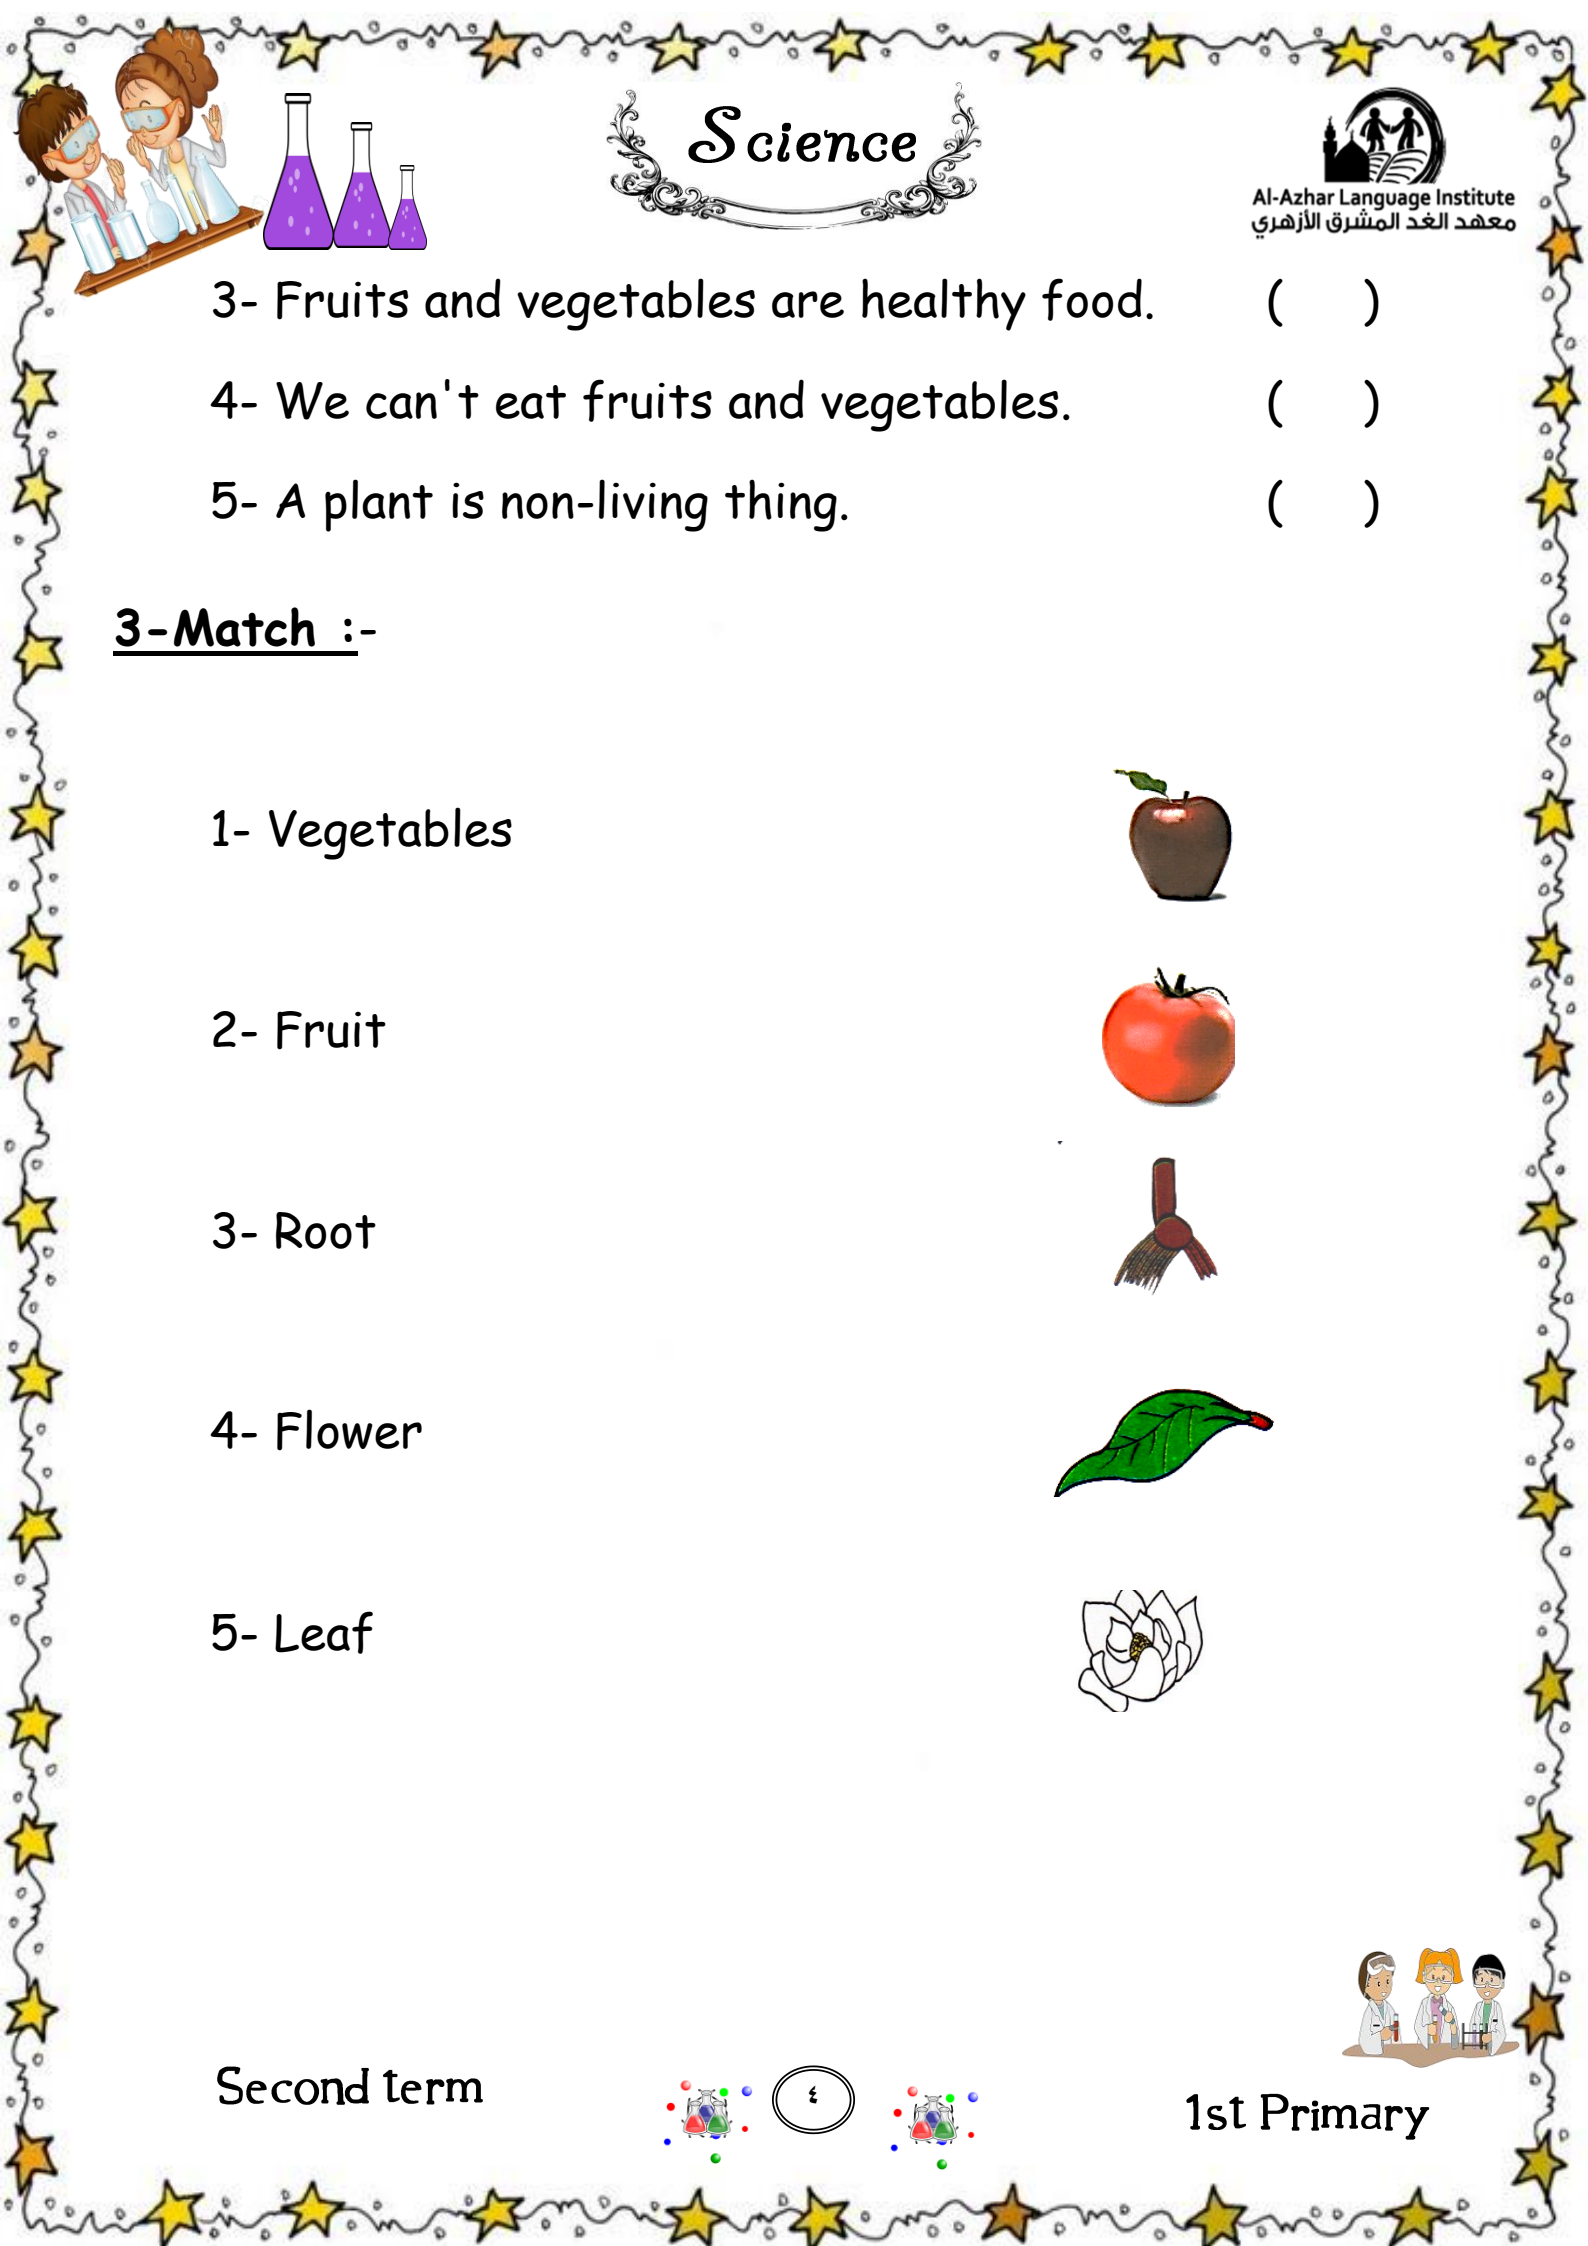 Science
Al-Azhar Language Institute
معهد الغد المشرق الأزهري
3- Fruits and vegetables are healthy food. ( )
4- We can't eat fruits and vegetables. ( )
5- A plant is non-living thing. ( )
3-Match :-
1- Vegetables
2- Fruit
3- Root
4- Flower
5- Leaf
Second term
٤
1st Primary